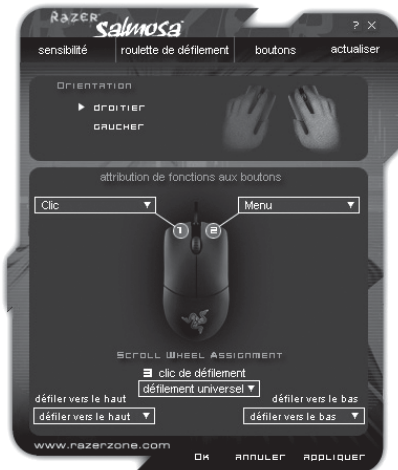 Razer
Salmosa
? X
sensibilité roulette de défilement boutons actualiser
Orientation
droitier
gaucher
attribution de fonctions aux boutons
Clic Menu
1 2
Scroll Wheel Assignment
3 clic de défilement
défilement universel
défiler vers le haut défiler vers le bas
défiler vers le haut défiler vers le bas
www.razerzone.com
OK annuler appliquer